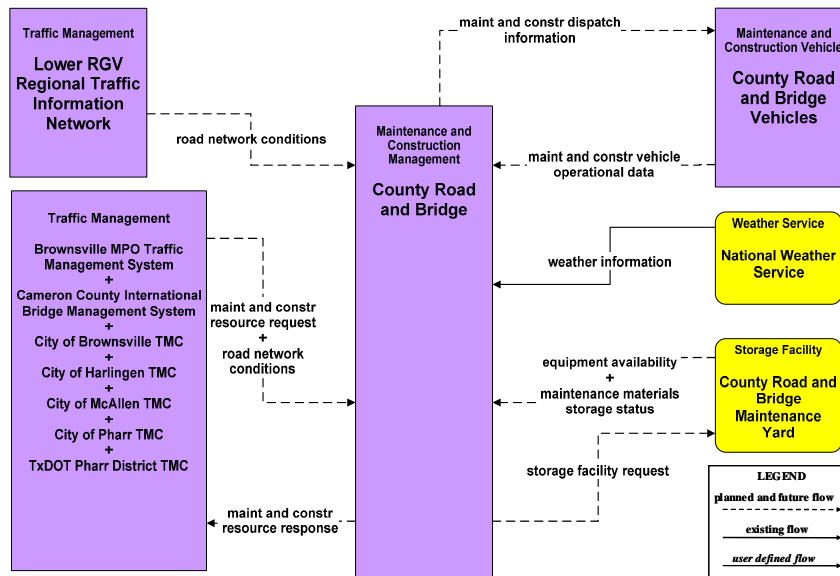 Traffic Management
Lower RGV
Regional Traffic
Information
Network
road network conditions
maint and constr dispatch
information
Maintenance and
Construction Vehicle
County Road
and Bridge
Vehicles
Maintenance and
Construction
Management
County Road
and Bridge
maint and constr vehicle
operational data
Traffic Management
Brownsville MPO Traffic
Management System
+
Cameron County International
Bridge Management System
+
City of Brownsville TMC
+
City of Harlingen TMC
+
City of McAllen TMC
+
City of Pharr TMC
+
TxDOT Pharr District TMC
maint and constr
resource request
+
road network
conditions
maint and constr
resource response
Weather Service
National Weather
Service
weather information
Storage Facility
County Road and
Bridge
Maintenance
Yard
equipment availability
+
maintenance materials
storage status
storage facility request
LEGEND
planned and future flow
existing flow
user defined flow